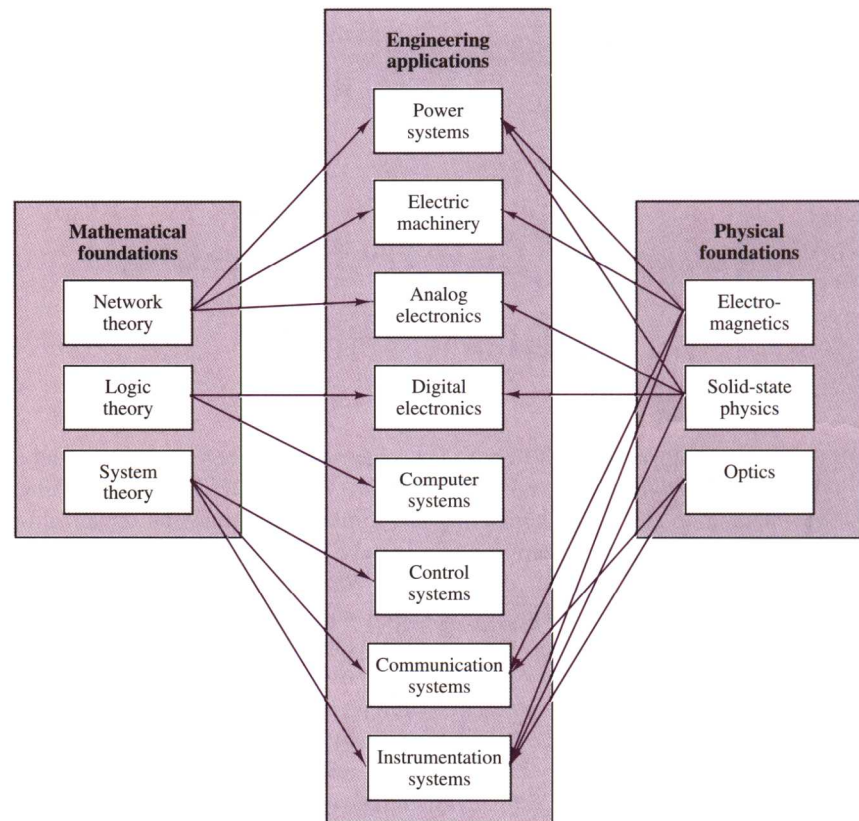 Engineering
applications
Power
systems
Electric
machinery
Analog
electronics
Digital
electronics
Computer
systems
Control
systems
Communication
systems
Instrumentation
systems
Mathematical
foundations
Network
theory
Logic
theory
System
theory
Physical
foundations
Electro-
magnetics
Solid-state
physics
Optics